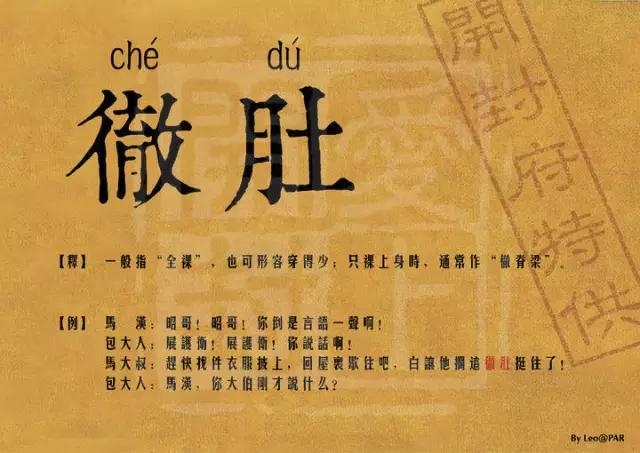 ché dú
徹肚
開封府特供
【釋】 一般指“全裸”，也可形容穿得少；只裸上身時，通常作“徹脊梁”。
【例】 馬　漢：昭哥！昭哥！你倒是言語一聲啊！
包大人：展護衛！展護衛！你說話啊！
馬大叔：趕快找件衣服披上，回屋裏歇住吧，白讓他擱這徹肚挺住了！
包大人：馬漢，你大伯剛才說什么？
By Leo@PAR